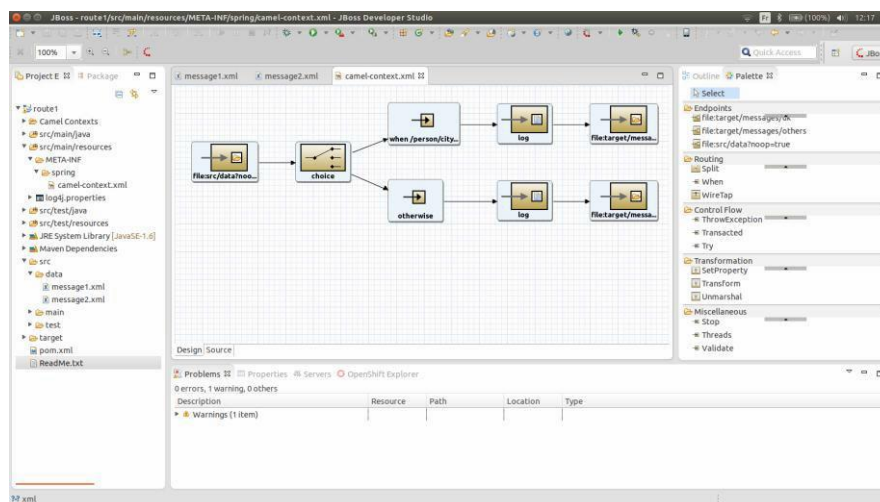 JBoss - route1/src/main/resources/META-INF/spring/camel-context.xml - JBoss Developer Studio
Fr (100%) 12:17
100% Quick Access JBo
Project E Package
route1
Camel Contexts
src/main/java
src/main/resources
META-INF
spring
camel-context.xml
log4j.properties
src/test/java
src/test/resources
JRE System Library [JavaSE-1.6]
Maven Dependencies
src
data
message1.xml
message2.xml
main
test
target
pom.xml
ReadMe.txt
message1.xml message2.xml camel-context.xml
file:src/data?noo...
choice
when /person/city...
log
file:target/messa...
otherwise
log
file:target/messa...
Design Source
Outline Palette
Select
Endpoints
file:target/messages/uk
file:target/messages/others
file:src/data?noop=true
Routing
Split
When
WireTap
Control Flow
ThrowException
Transacted
Try
Transformation
SetProperty
Transform
Unmarshal
Miscellaneous
Stop
Threads
Validate
Problems Properties Servers OpenShift Explorer
0 errors, 1 warning, 0 others
Description Resource Path Location Type
Warnings (1 item)
xml